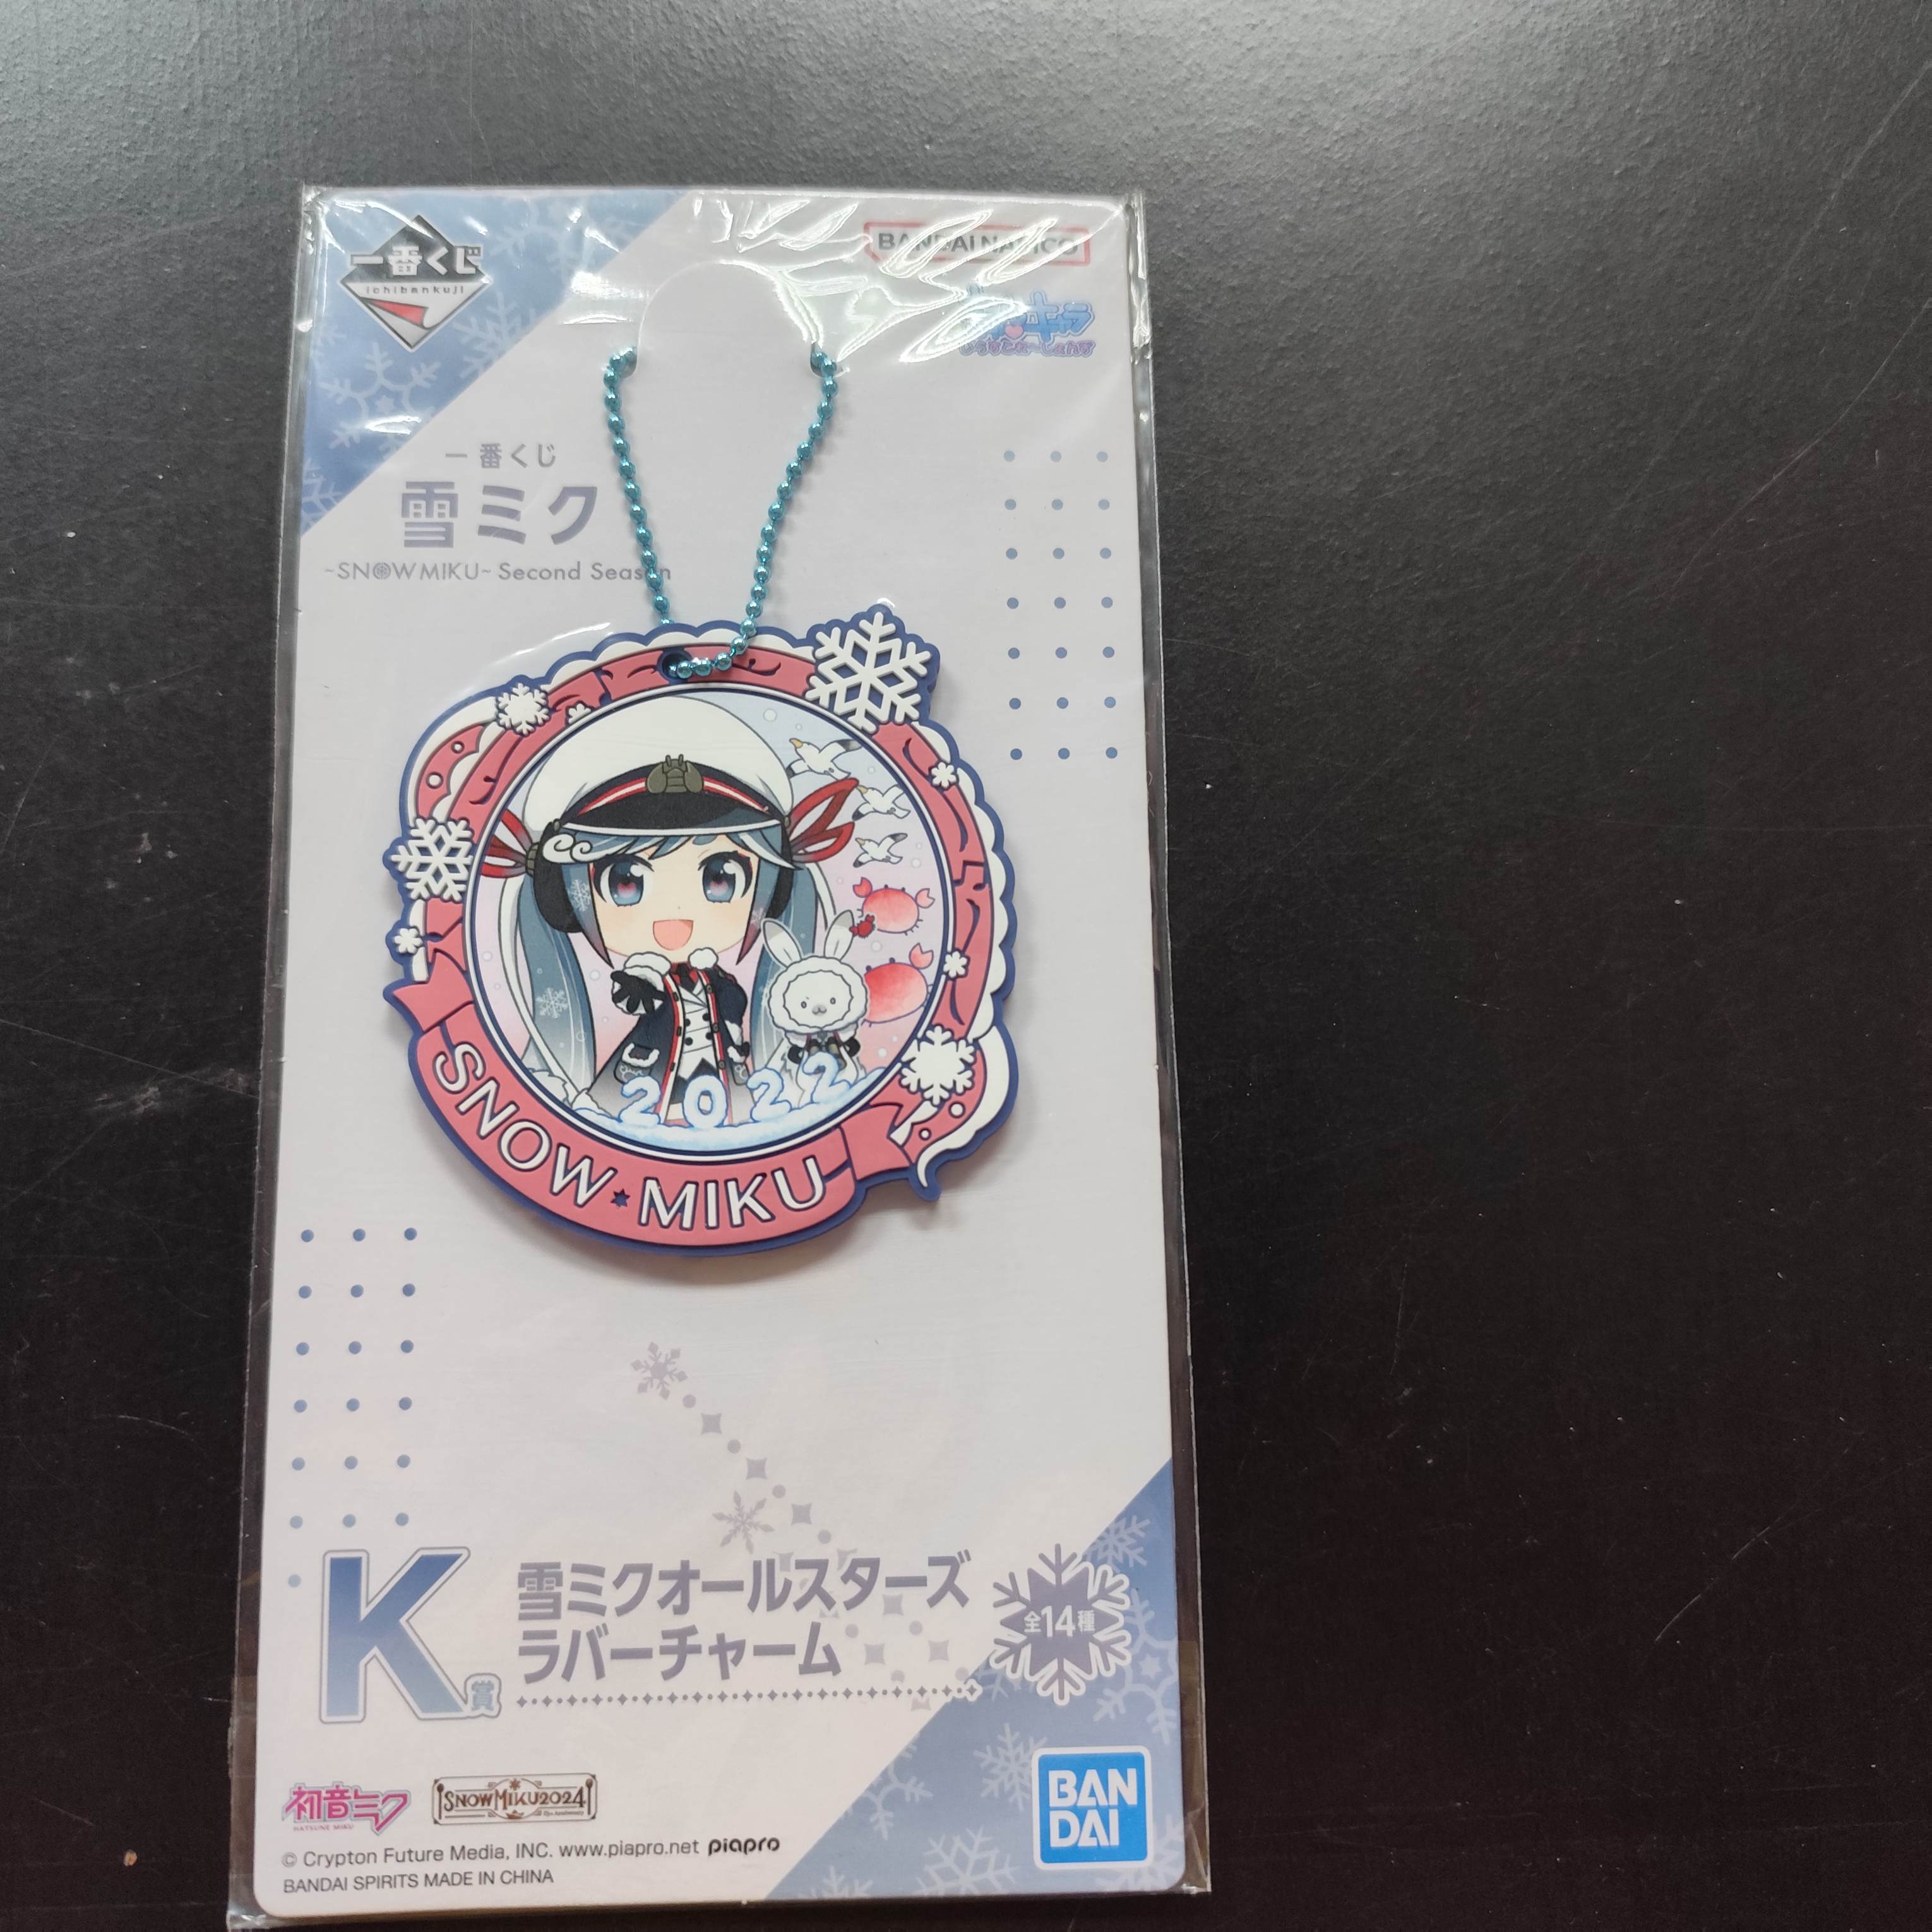 一番くじ
ichibankuji
BANDAI NAMCO
一番くじ
雪ミク
~SNOW MIKU~ Second Season
2022
SNOW★MIKU
K賞
雪ミクオールスターズ
ラバーチャーム
全14種
初音ミク
HATSUNE MIKU
SNOW MIKU 2024
BAN
DAI
© Crypton Future Media, INC. www.piapro.net piapro
BANDAI SPIRITS MADE IN CHINA